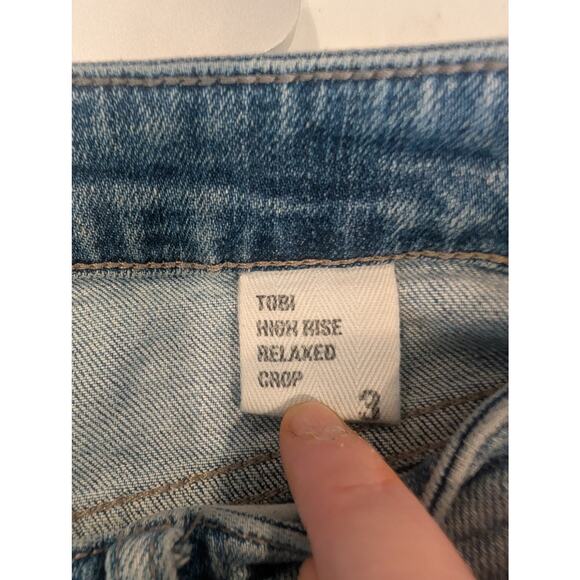 TOBI
HIGH RISE
RELAXED
CROP
3